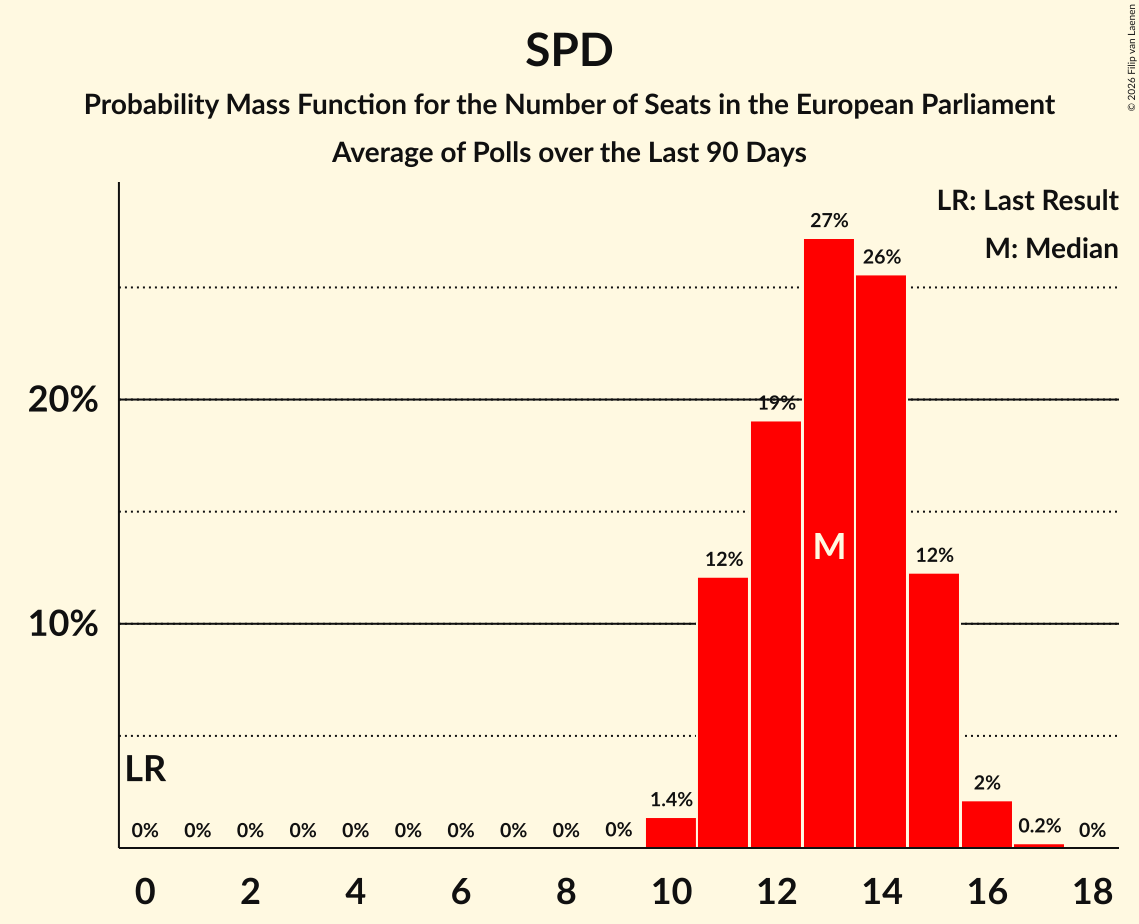 SPD
Probability Mass Function for the Number of Seats in the European Parliament
Average of Polls over the Last 90 Days
© 2026 Filip van Laenen
LR: Last Result
M: Median
27%
26%
20%
19%
12%
M
12%
10%
LR
0% 0% 0% 0% 0% 0% 0% 0% 0% 0% 1.4% 2% 0.2% 0%
0 2 4 6 8 10 12 14 16 18